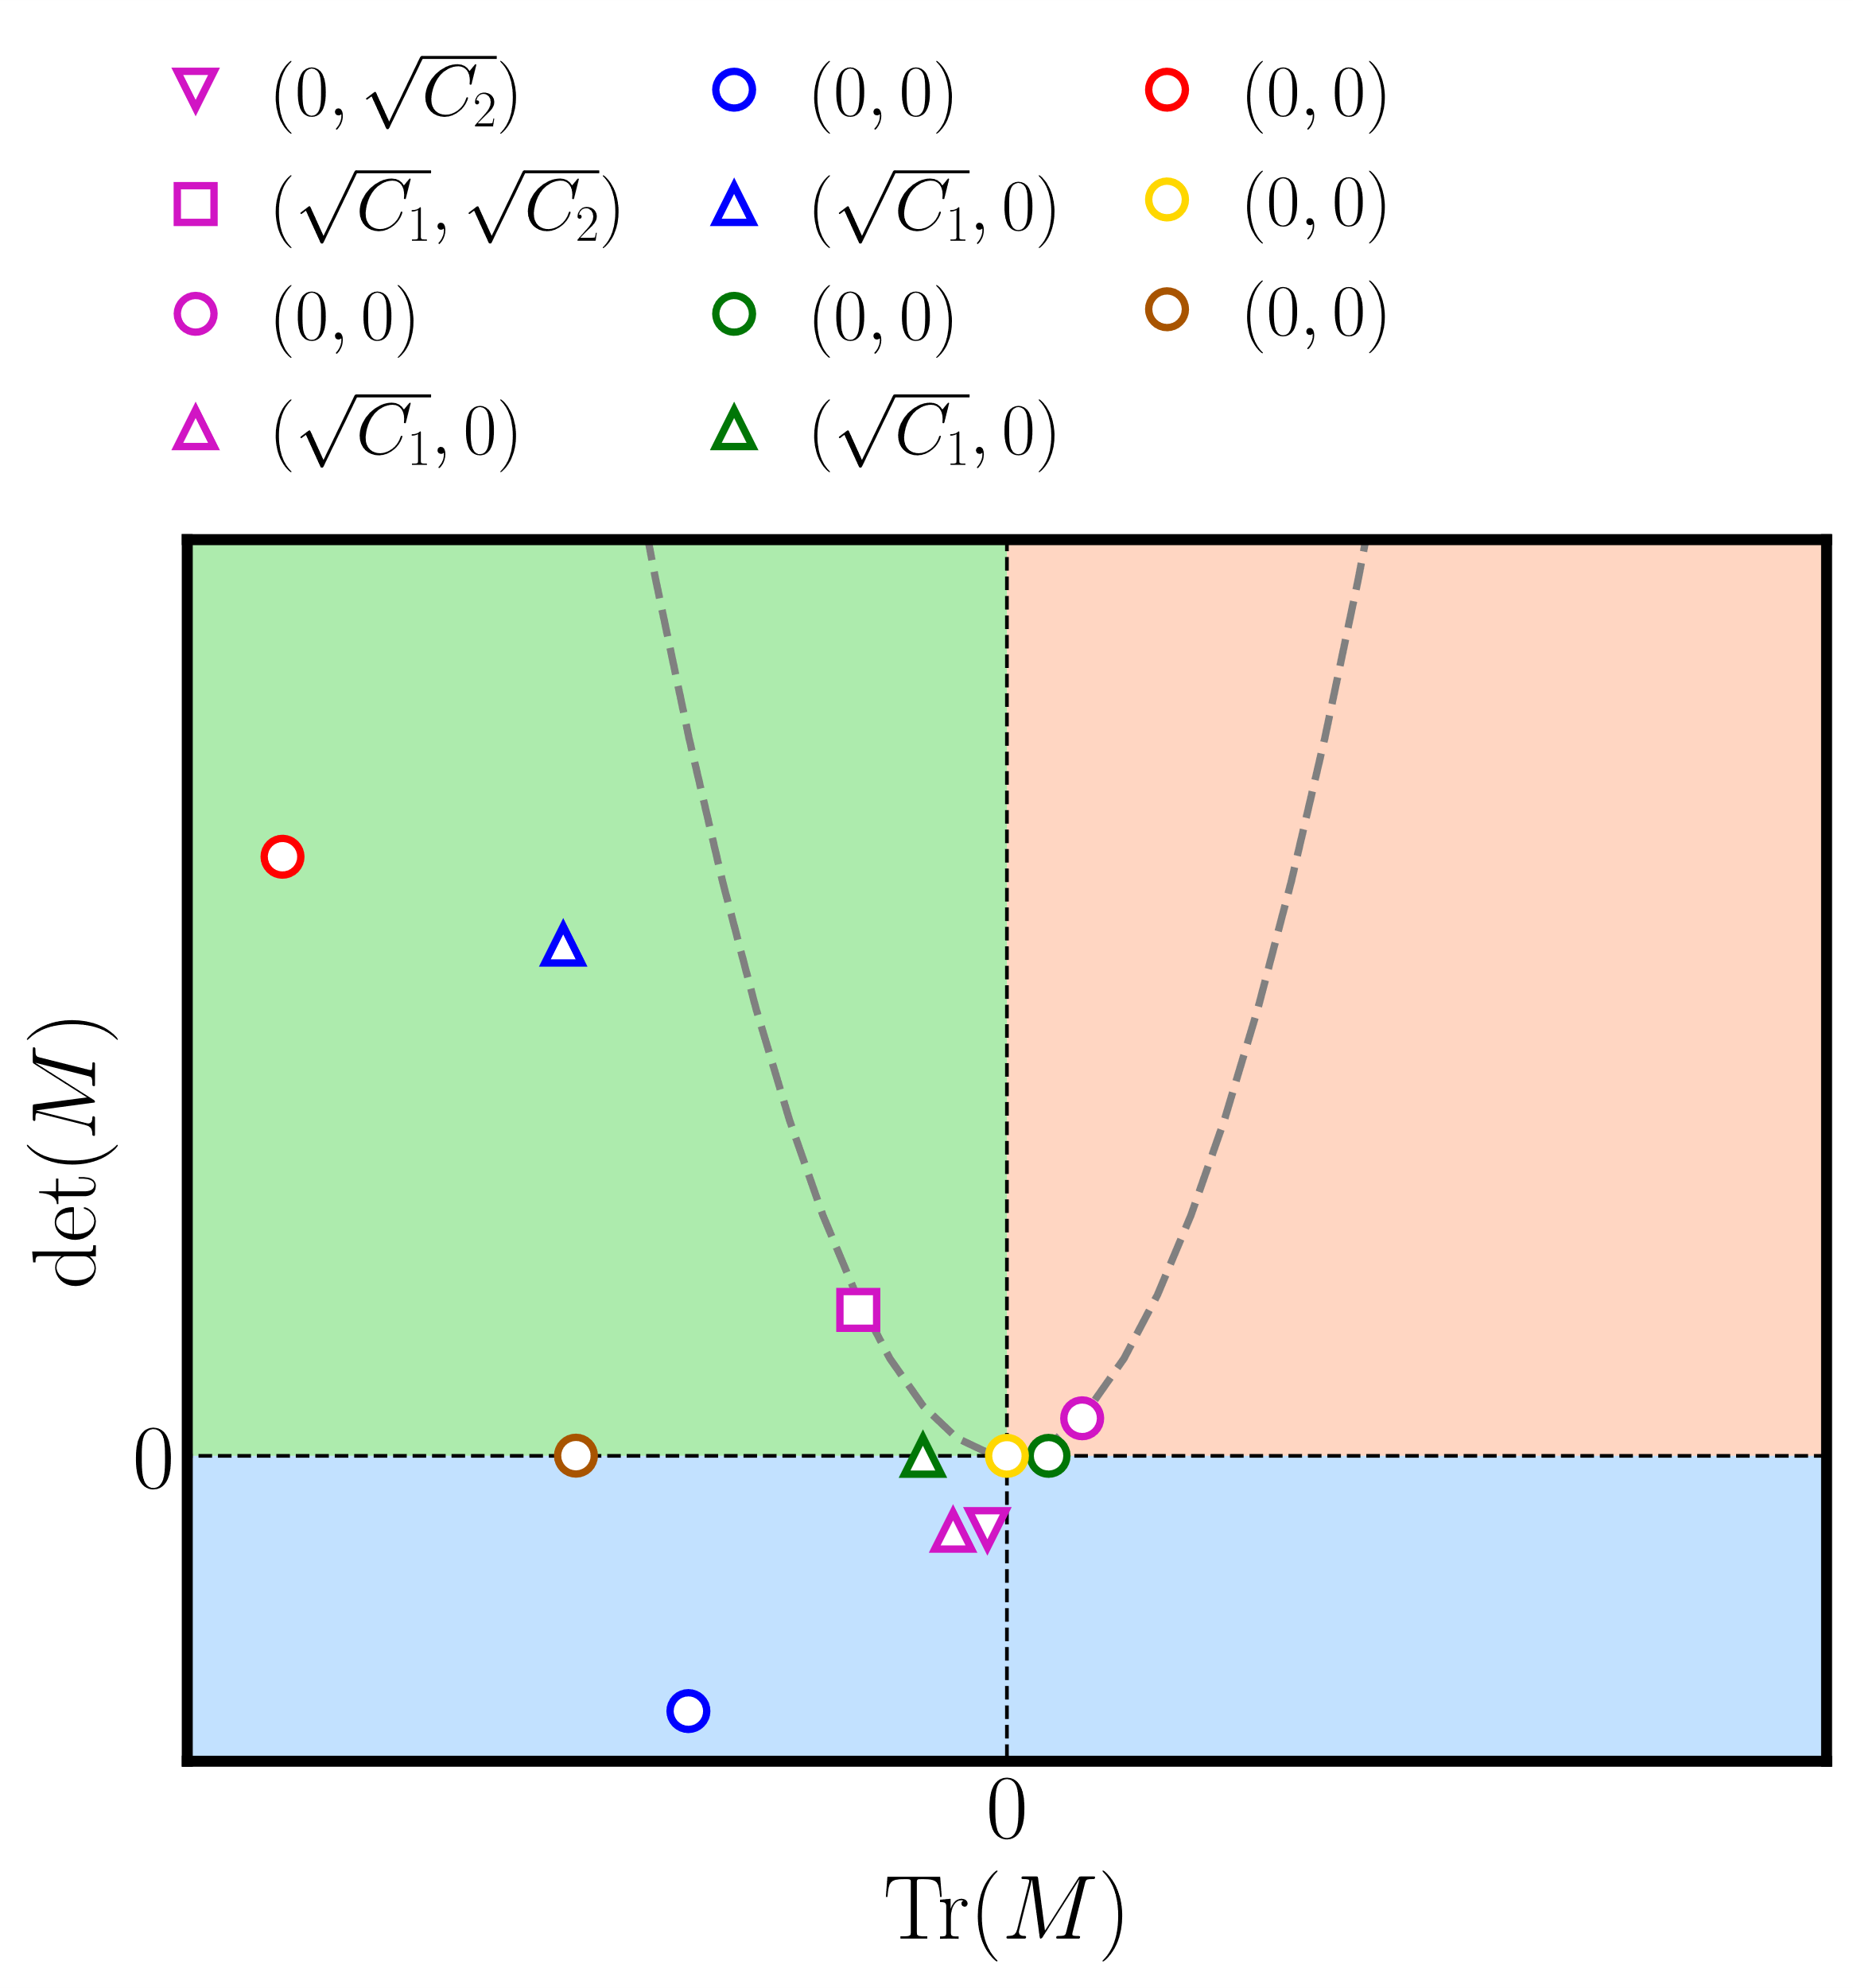 (0, √C₂) (0, 0) (0, 0)
(√C₁, √C₂) (√C₁, 0) (0, 0)
(0, 0) (0, 0) (0, 0)
(√C₁, 0) (√C₁, 0)
det(M)
0
0
Tr(M)